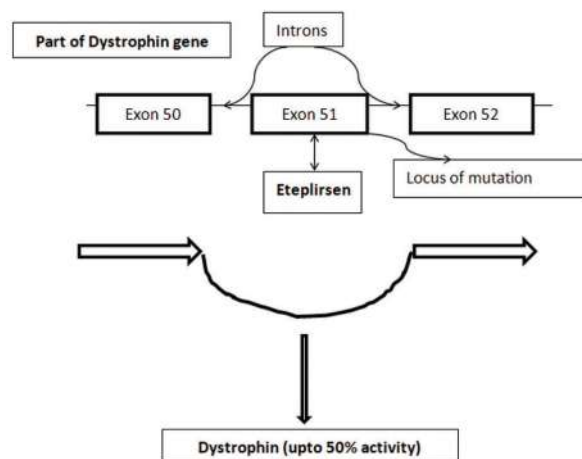 Part of Dystrophin gene
Introns
Exon 50
Exon 51
Exon 52
Eteplirsen
Locus of mutation
Dystrophin (upto 50% activity)